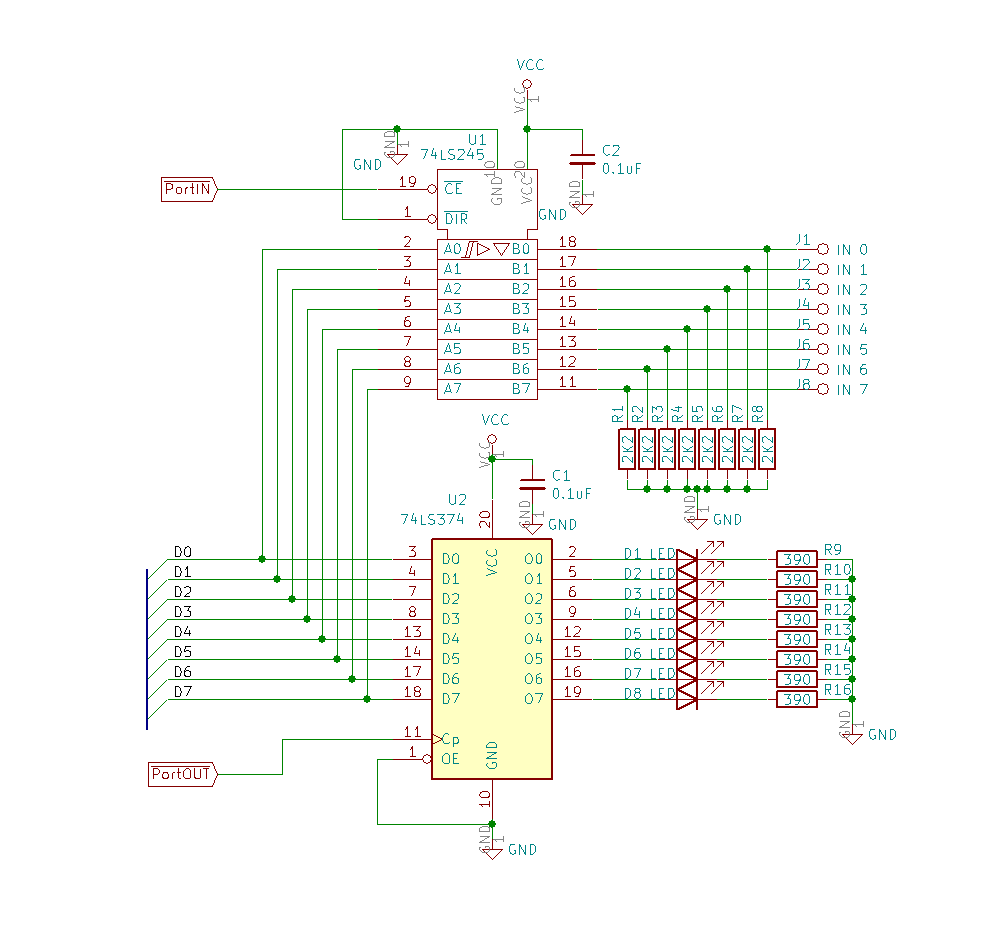 VCC
VCC
1
GND
1
GND
U1
74LS245
10
GND
20
VCC
C2
0.1uF
GND
1
GND
PortIN
19 CE
1 DIR
2 A0 B0 18 J1 IN 0
3 A1 B1 17 J2 IN 1
4 A2 B2 16 J3 IN 2
5 A3 B3 15 J4 IN 3
6 A4 B4 14 J5 IN 4
7 A5 B5 13 J6 IN 5
8 A6 B6 12 J7 IN 6
9 A7 B7 11 J8 IN 7
R1 R2 R3 R4 R5 R6 R7 R8
2K2 2K2 2K2 2K2 2K2 2K2 2K2 2K2
GND
1
GND
VCC
VCC
1
C1
0.1uF
GND
1
GND
U2
74LS374
20
VCC
D0 3 D0 O0 2 D1 LED 390 R9
D1 4 D1 O1 5 D2 LED 390 R10
D2 7 D2 O2 6 D3 LED 390 R11
D3 8 D3 O3 9 D4 LED 390 R12
D4 13 D4 O4 12 D5 LED 390 R13
D5 14 D5 O5 15 D6 LED 390 R14
D6 17 D6 O6 16 D7 LED 390 R15
D7 18 D7 O7 19 D8 LED 390 R16
GND
1
GND
11 Cp
1 OE
GND
PortOUT
10
GND
1
GND